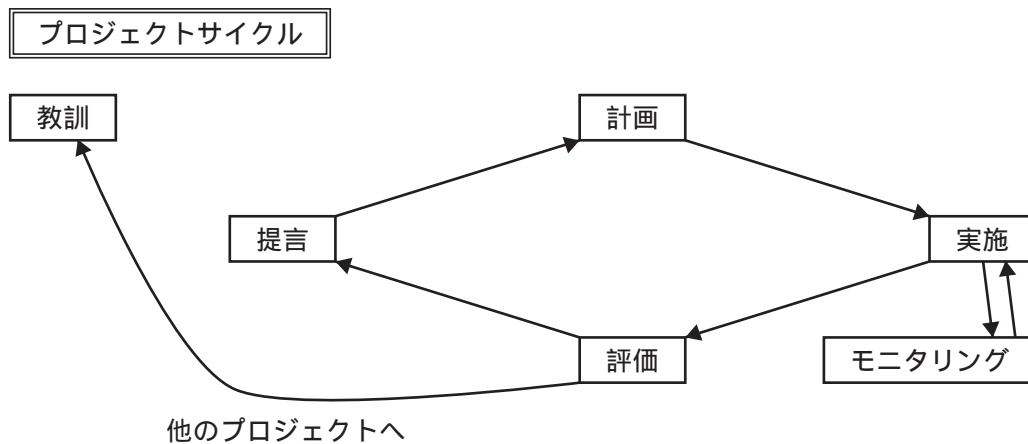 プロジェクトサイクル
教訓
計画
提言
実施
評価
モニタリング
他のプロジェクトへ